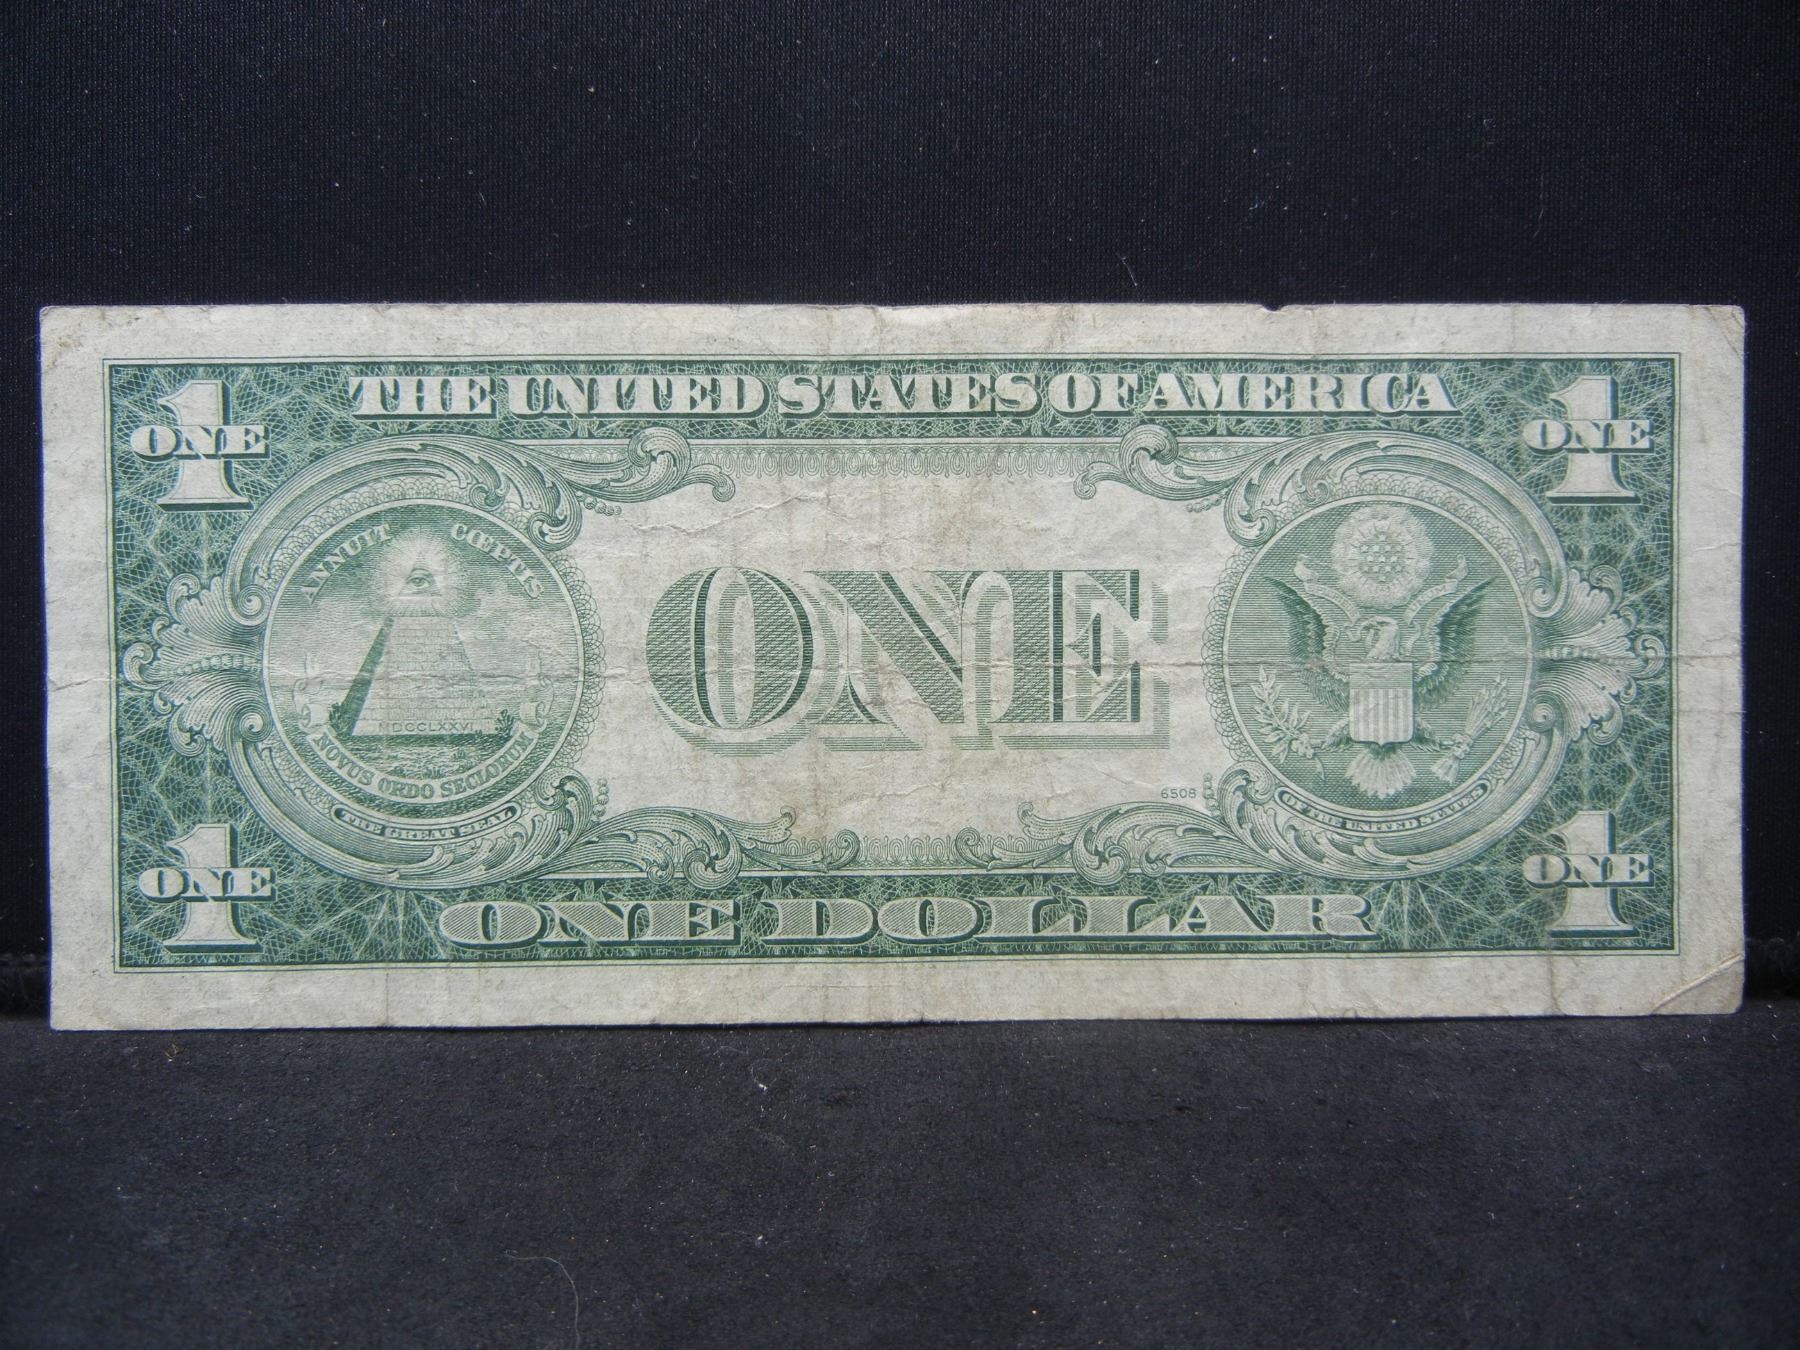 THE UNITED STATES OF AMERICA
1
ONE
1
ONE
ANNUIT CŒPTIS
MDCCLXXVI
NOVUS ORDO SECLORUM
THE GREAT SEAL
ONE
6508
OF THE UNITED STATES
1
ONE
1
ONE
ONE DOLLAR